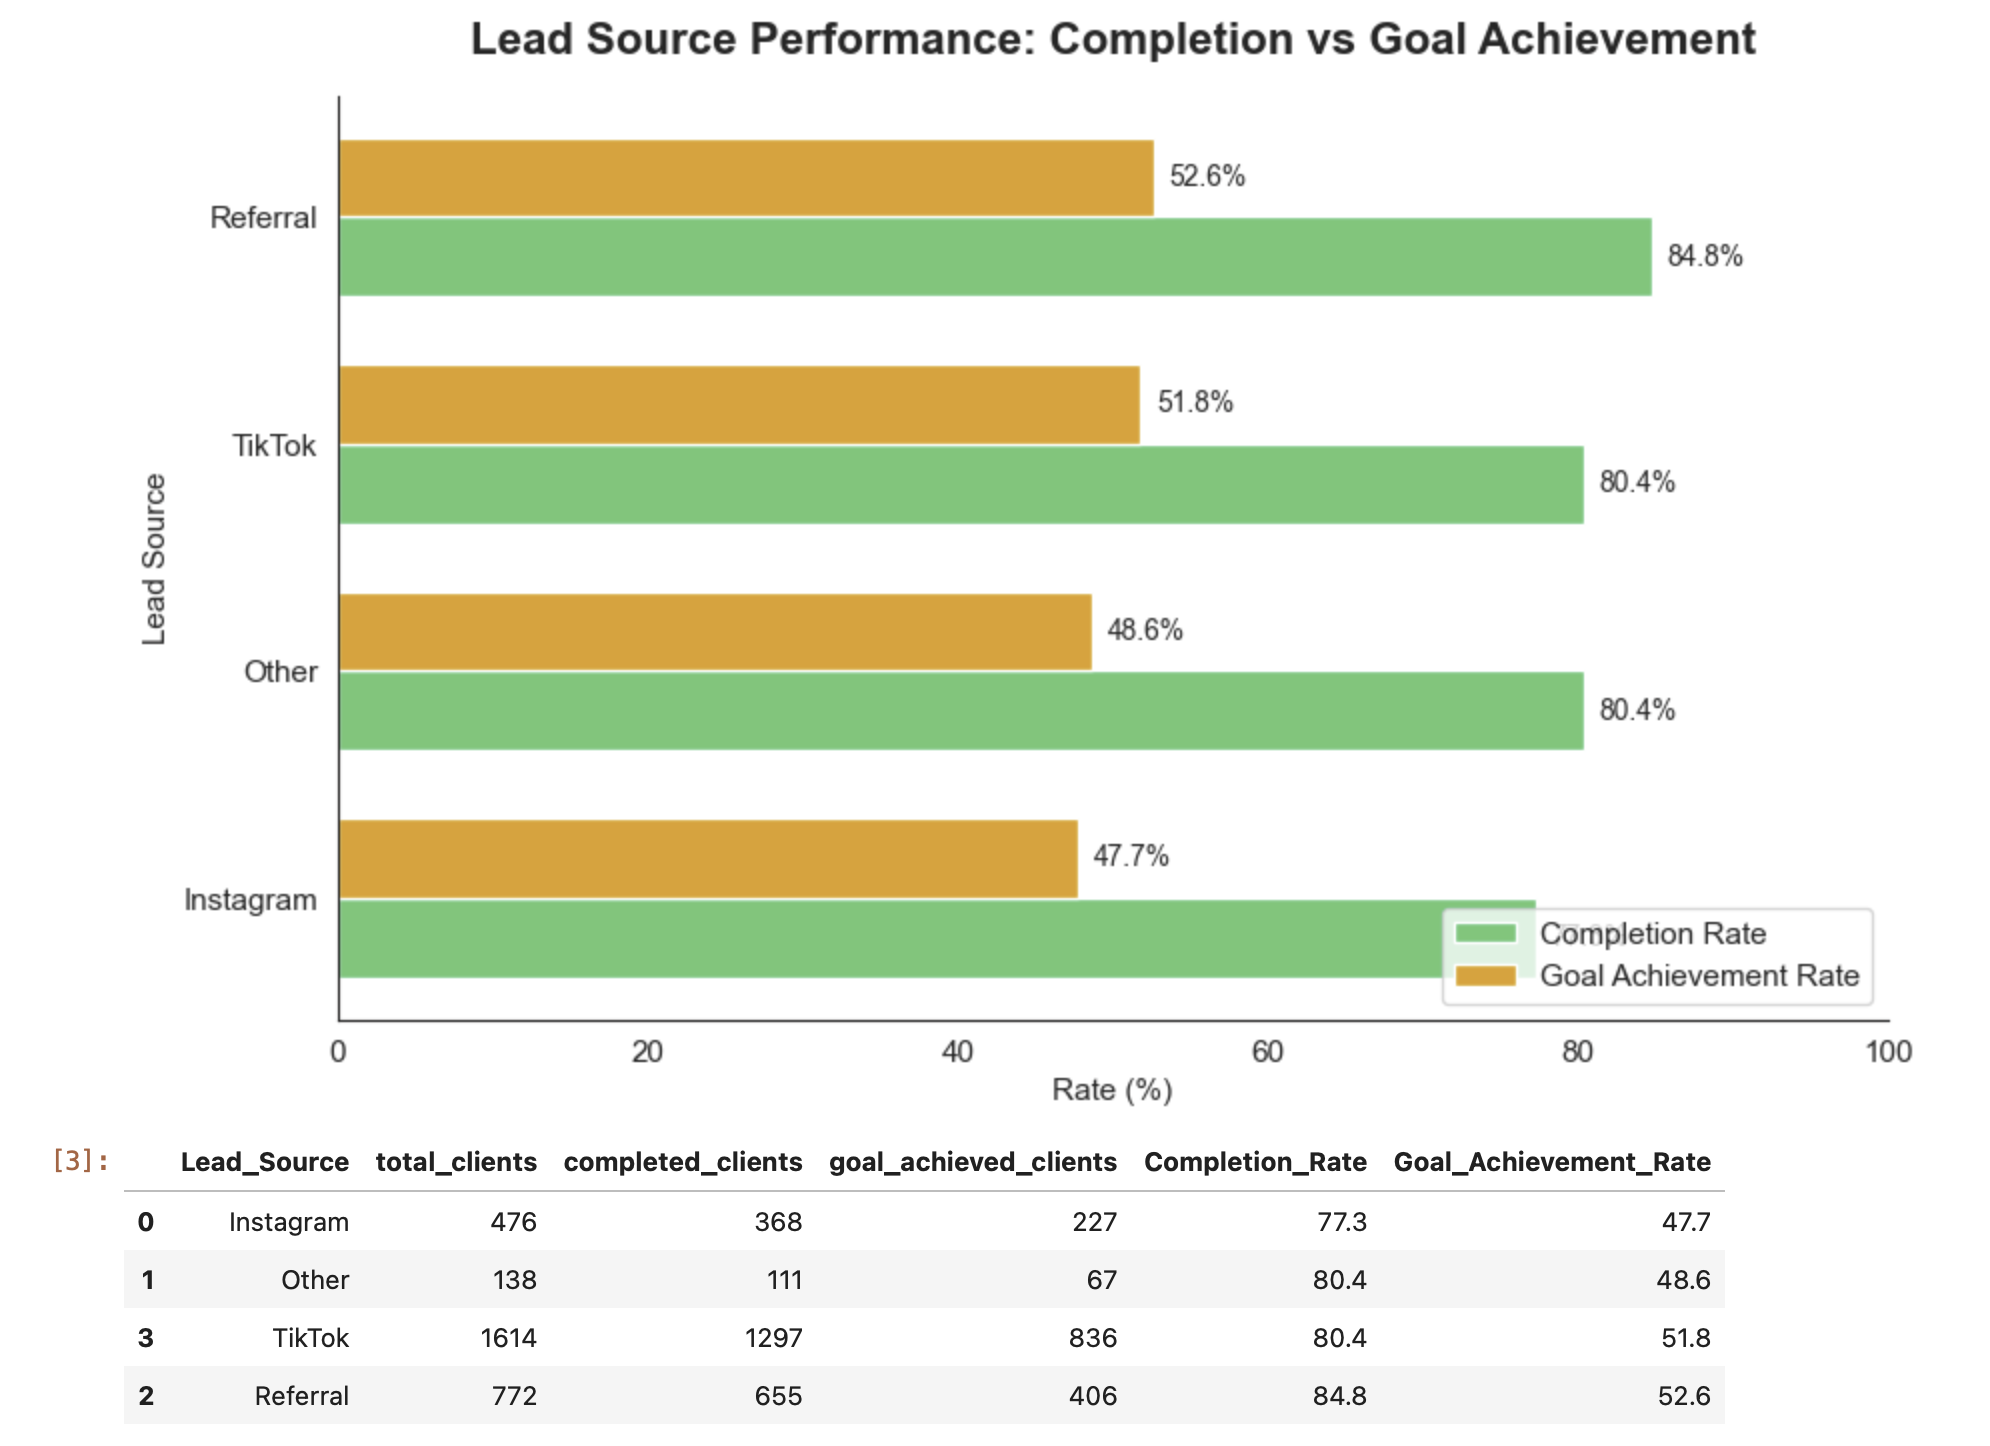 Lead Source Performance: Completion vs Goal Achievement
52.6%
Referral
84.8%
51.8%
TikTok
80.4%
Lead Source
48.6%
Other
80.4%
47.7%
Instagram
Completion Rate
Goal Achievement Rate
0 20 40 60 80 100
Rate (%)
[3]: Lead_Source total_clients completed_clients goal_achieved_clients Completion_Rate Goal_Achievement_Rate
0 Instagram 476 368 227 77.3 47.7
1 Other 138 111 67 80.4 48.6
3 TikTok 1614 1297 836 80.4 51.8
2 Referral 772 655 406 84.8 52.6